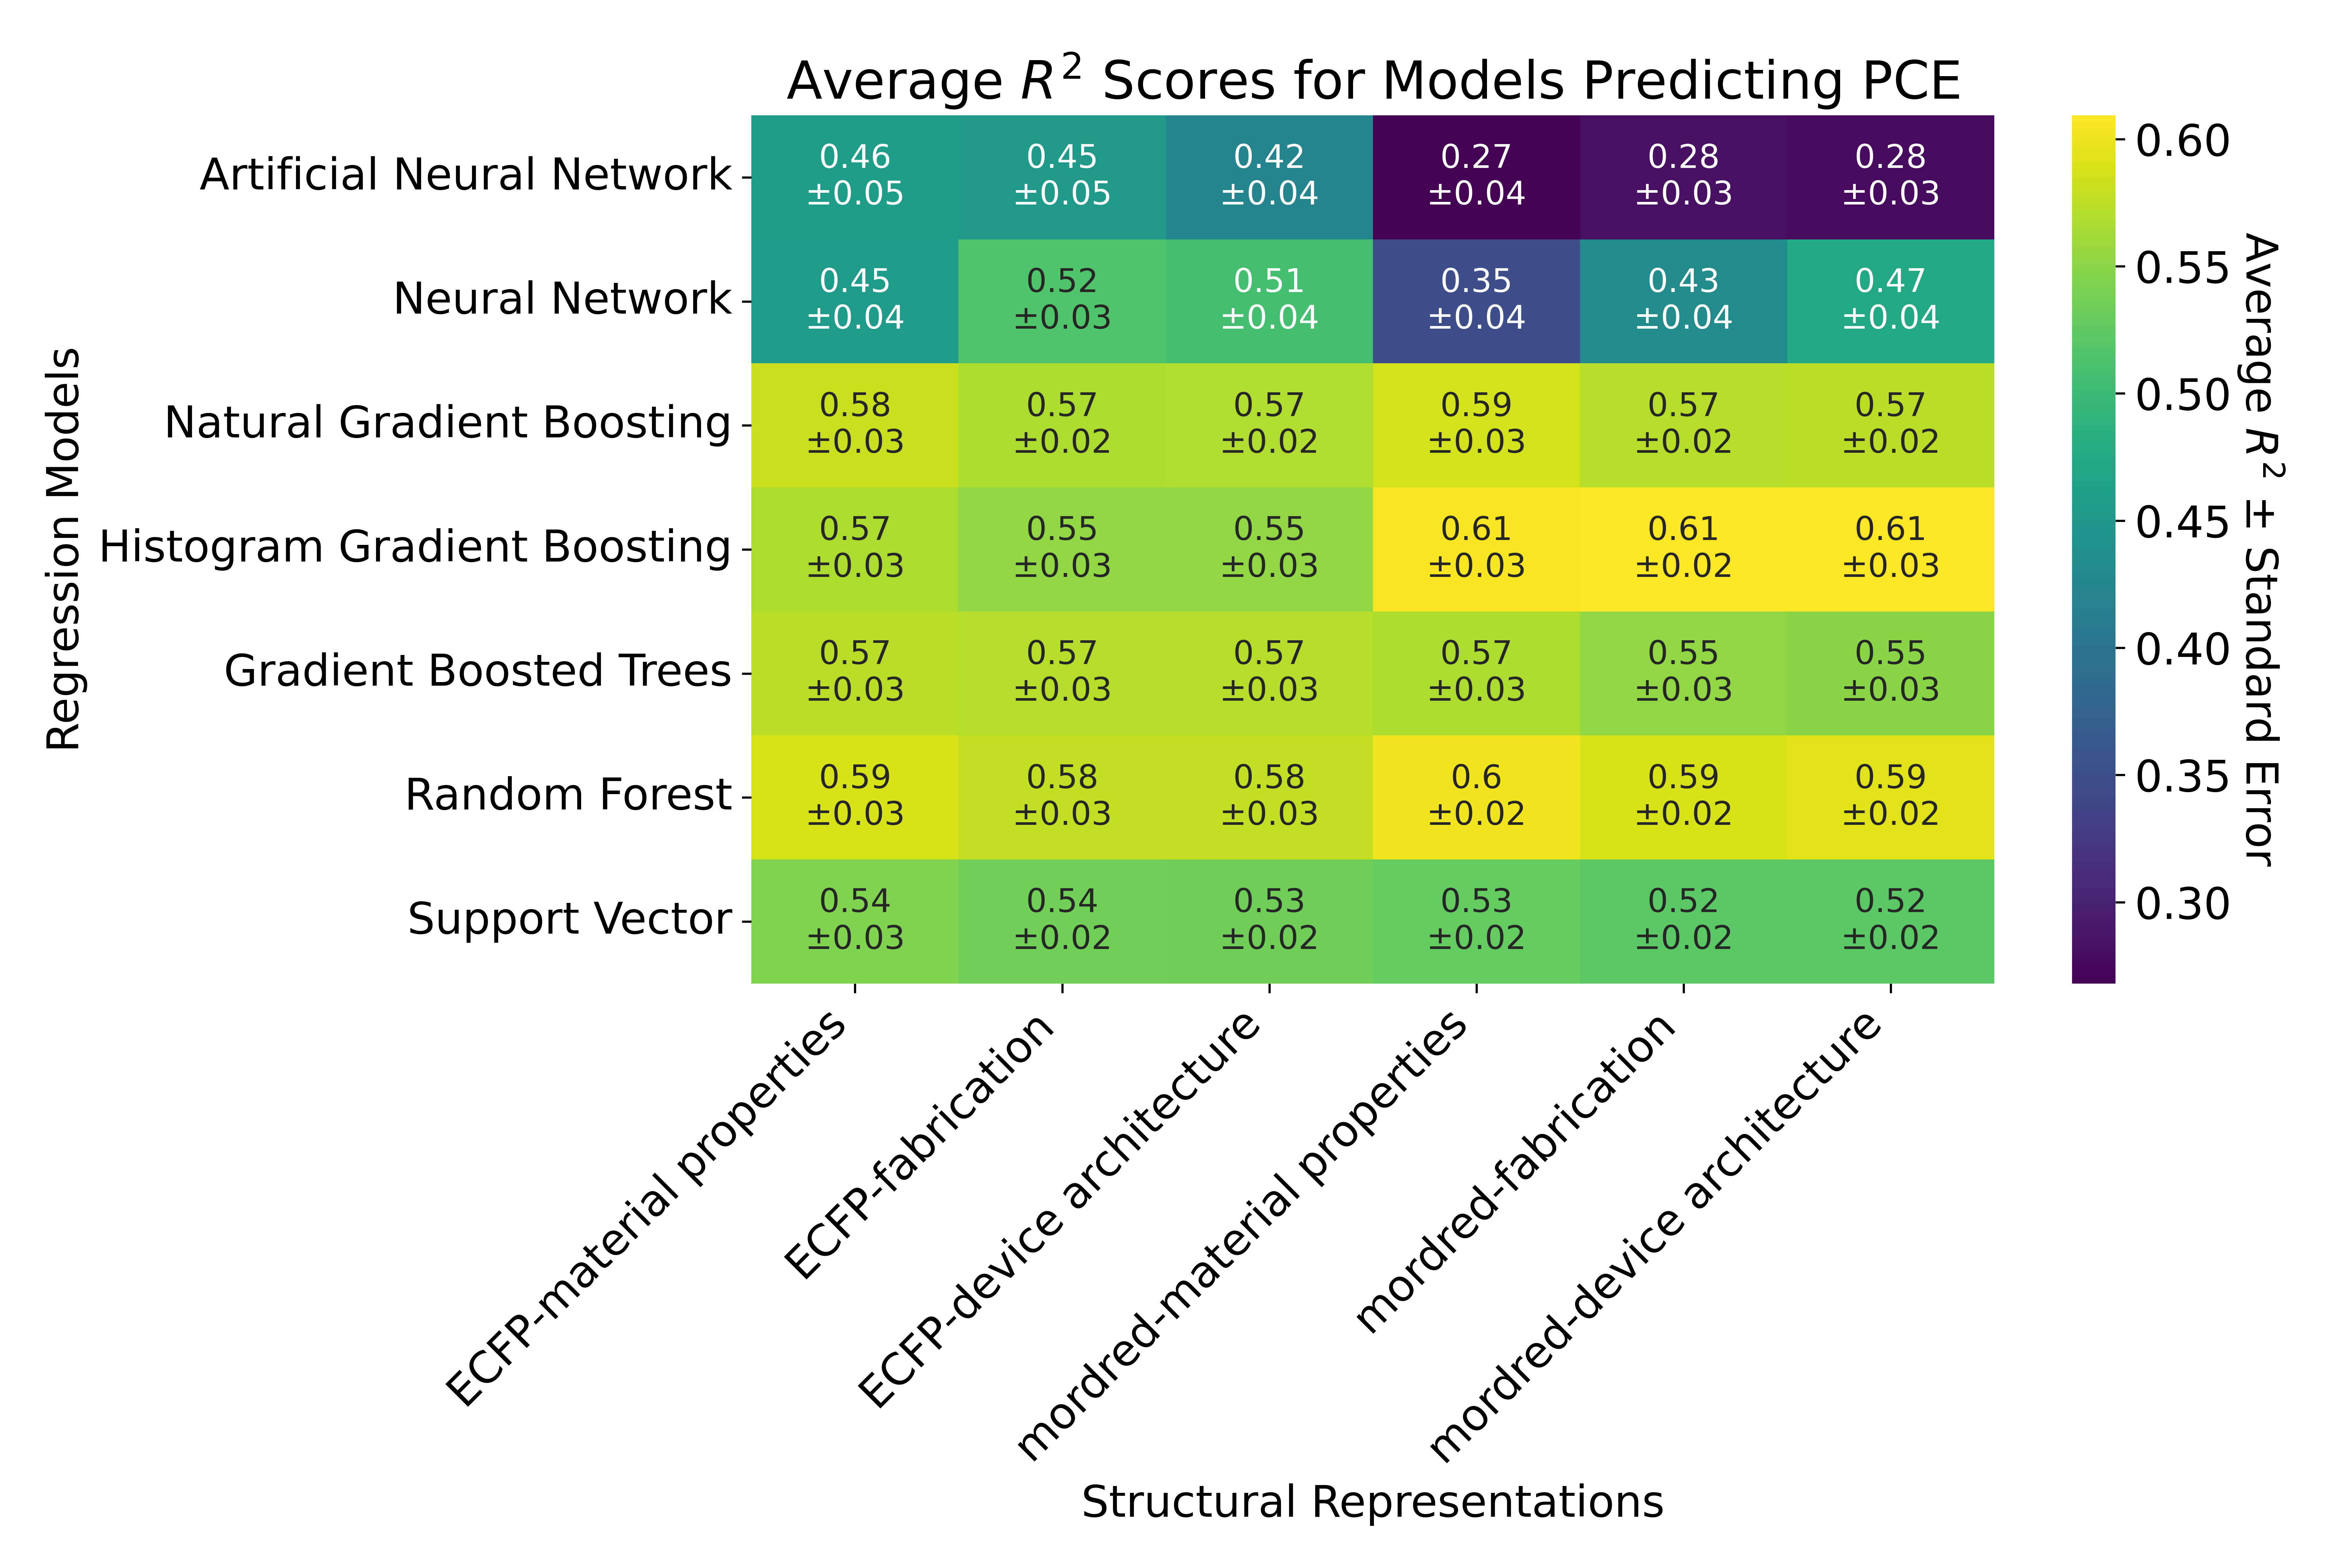 Average R² Scores for Models Predicting PCE
Regression Models
Artificial Neural Network
0.46 0.45 0.42 0.27 0.28 0.28
±0.05 ±0.05 ±0.04 ±0.04 ±0.03 ±0.03
Neural Network
0.45 0.52 0.51 0.35 0.43 0.47
±0.04 ±0.03 ±0.04 ±0.04 ±0.04 ±0.04
Natural Gradient Boosting
0.58 0.57 0.57 0.59 0.57 0.57
±0.03 ±0.02 ±0.02 ±0.03 ±0.02 ±0.02
Histogram Gradient Boosting
0.57 0.55 0.55 0.61 0.61 0.61
±0.03 ±0.03 ±0.03 ±0.03 ±0.02 ±0.03
Gradient Boosted Trees
0.57 0.57 0.57 0.57 0.55 0.55
±0.03 ±0.03 ±0.03 ±0.03 ±0.03 ±0.03
Random Forest
0.59 0.58 0.58 0.6 0.59 0.59
±0.03 ±0.03 ±0.03 ±0.02 ±0.02 ±0.02
Support Vector
0.54 0.54 0.53 0.53 0.52 0.52
±0.03 ±0.02 ±0.02 ±0.02 ±0.02 ±0.02
ECFP-material properties
ECFP-fabrication
ECFP-device architecture
mordred-material properties
mordred-fabrication
mordred-device architecture
Structural Representations
0.60
0.55
0.50
0.45
0.40
0.35
0.30
Average R² ± Standard Error